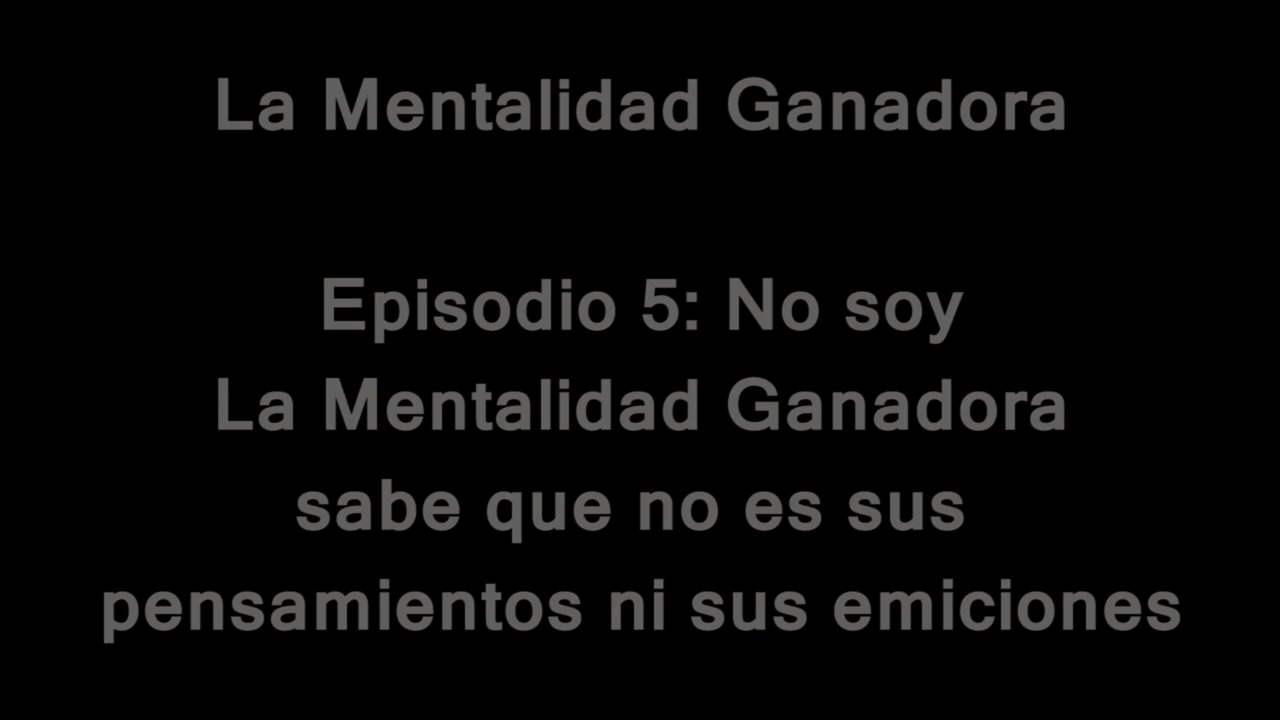 La Mentalidad Ganadora
Episodio 5: No soy
La Mentalidad Ganadora
sabe que no es sus
pensamientos ni sus emiciones